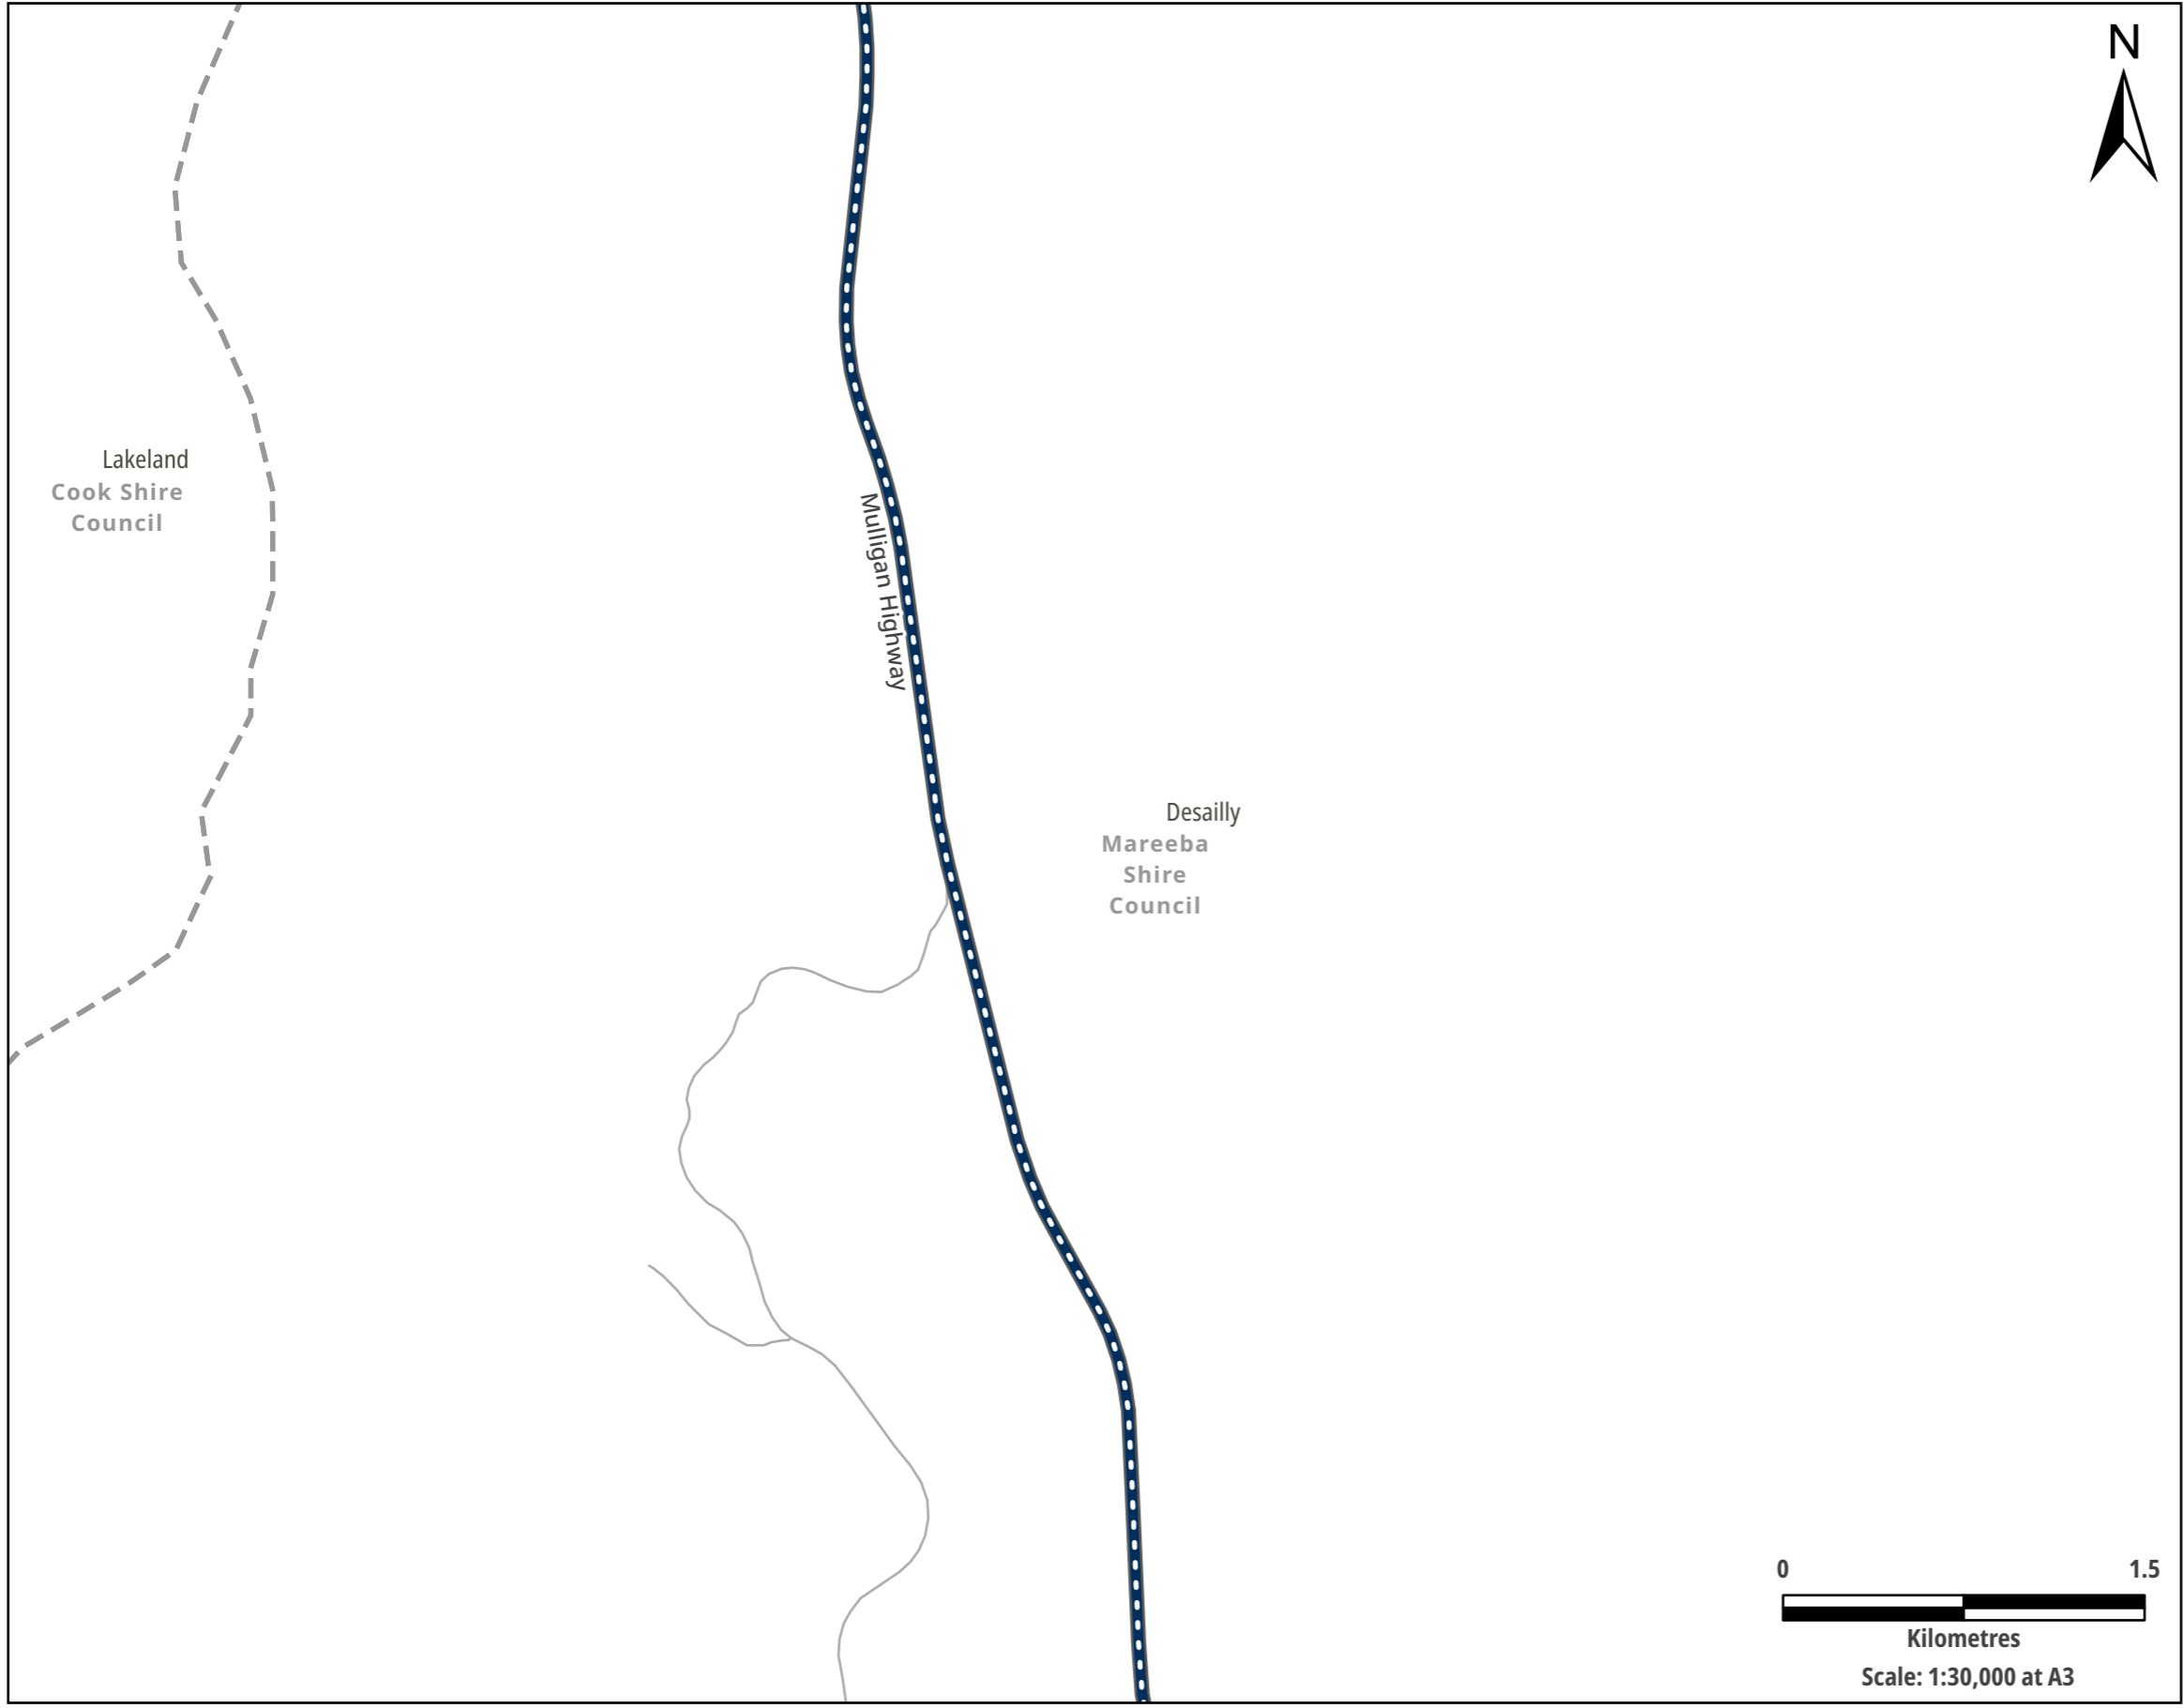 N
Lakeland
Cook Shire
Council
Mulligan Highway
Desailly
Mareeba
Shire
Council
0 1.5
Kilometres
Scale: 1:30,000 at A3